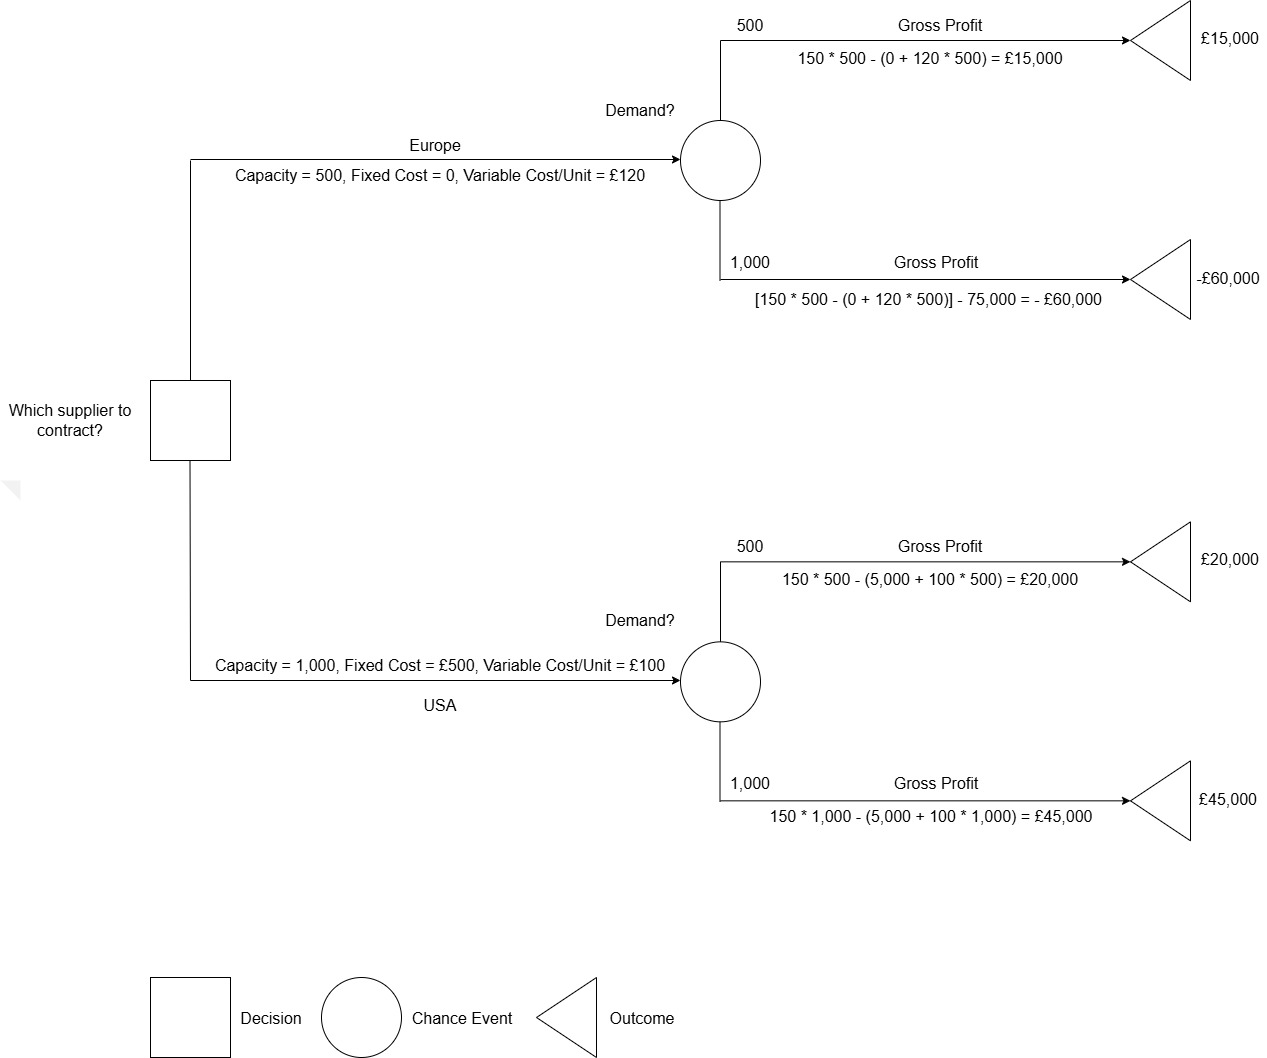 500
Gross Profit
£15,000
150 * 500 - (0 + 120 * 500) = £15,000
Demand?
Europe
Capacity = 500, Fixed Cost = 0, Variable Cost/Unit = £120
1,000
Gross Profit
-£60,000
[150 * 500 - (0 + 120 * 500)] - 75,000 = - £60,000
Which supplier to
contract?
500
Gross Profit
£20,000
150 * 500 - (5,000 + 100 * 500) = £20,000
Demand?
Capacity = 1,000, Fixed Cost = £500, Variable Cost/Unit = £100
USA
1,000
Gross Profit
£45,000
150 * 1,000 - (5,000 + 100 * 1,000) = £45,000
Decision
Chance Event
Outcome